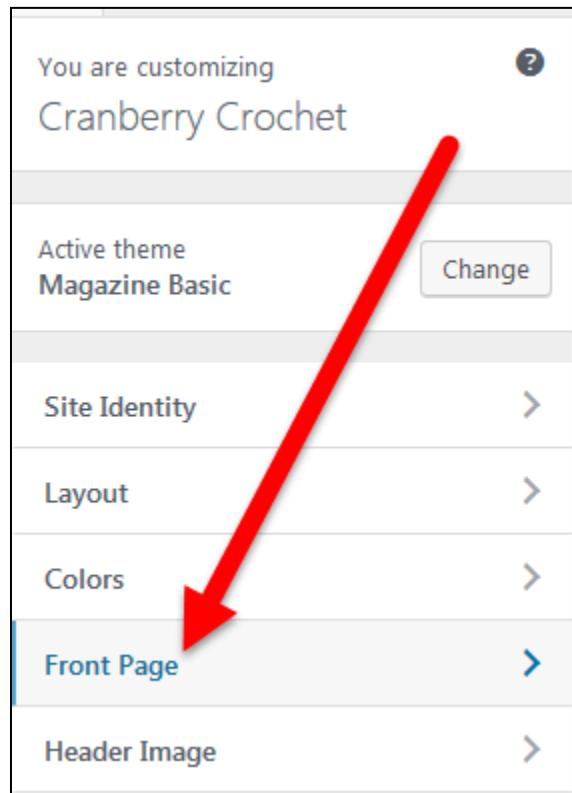 You are customizing
?
Cranberry Crochet
Active theme
Magazine Basic
Change
Site Identity
Layout
Colors
Front Page
Header Image